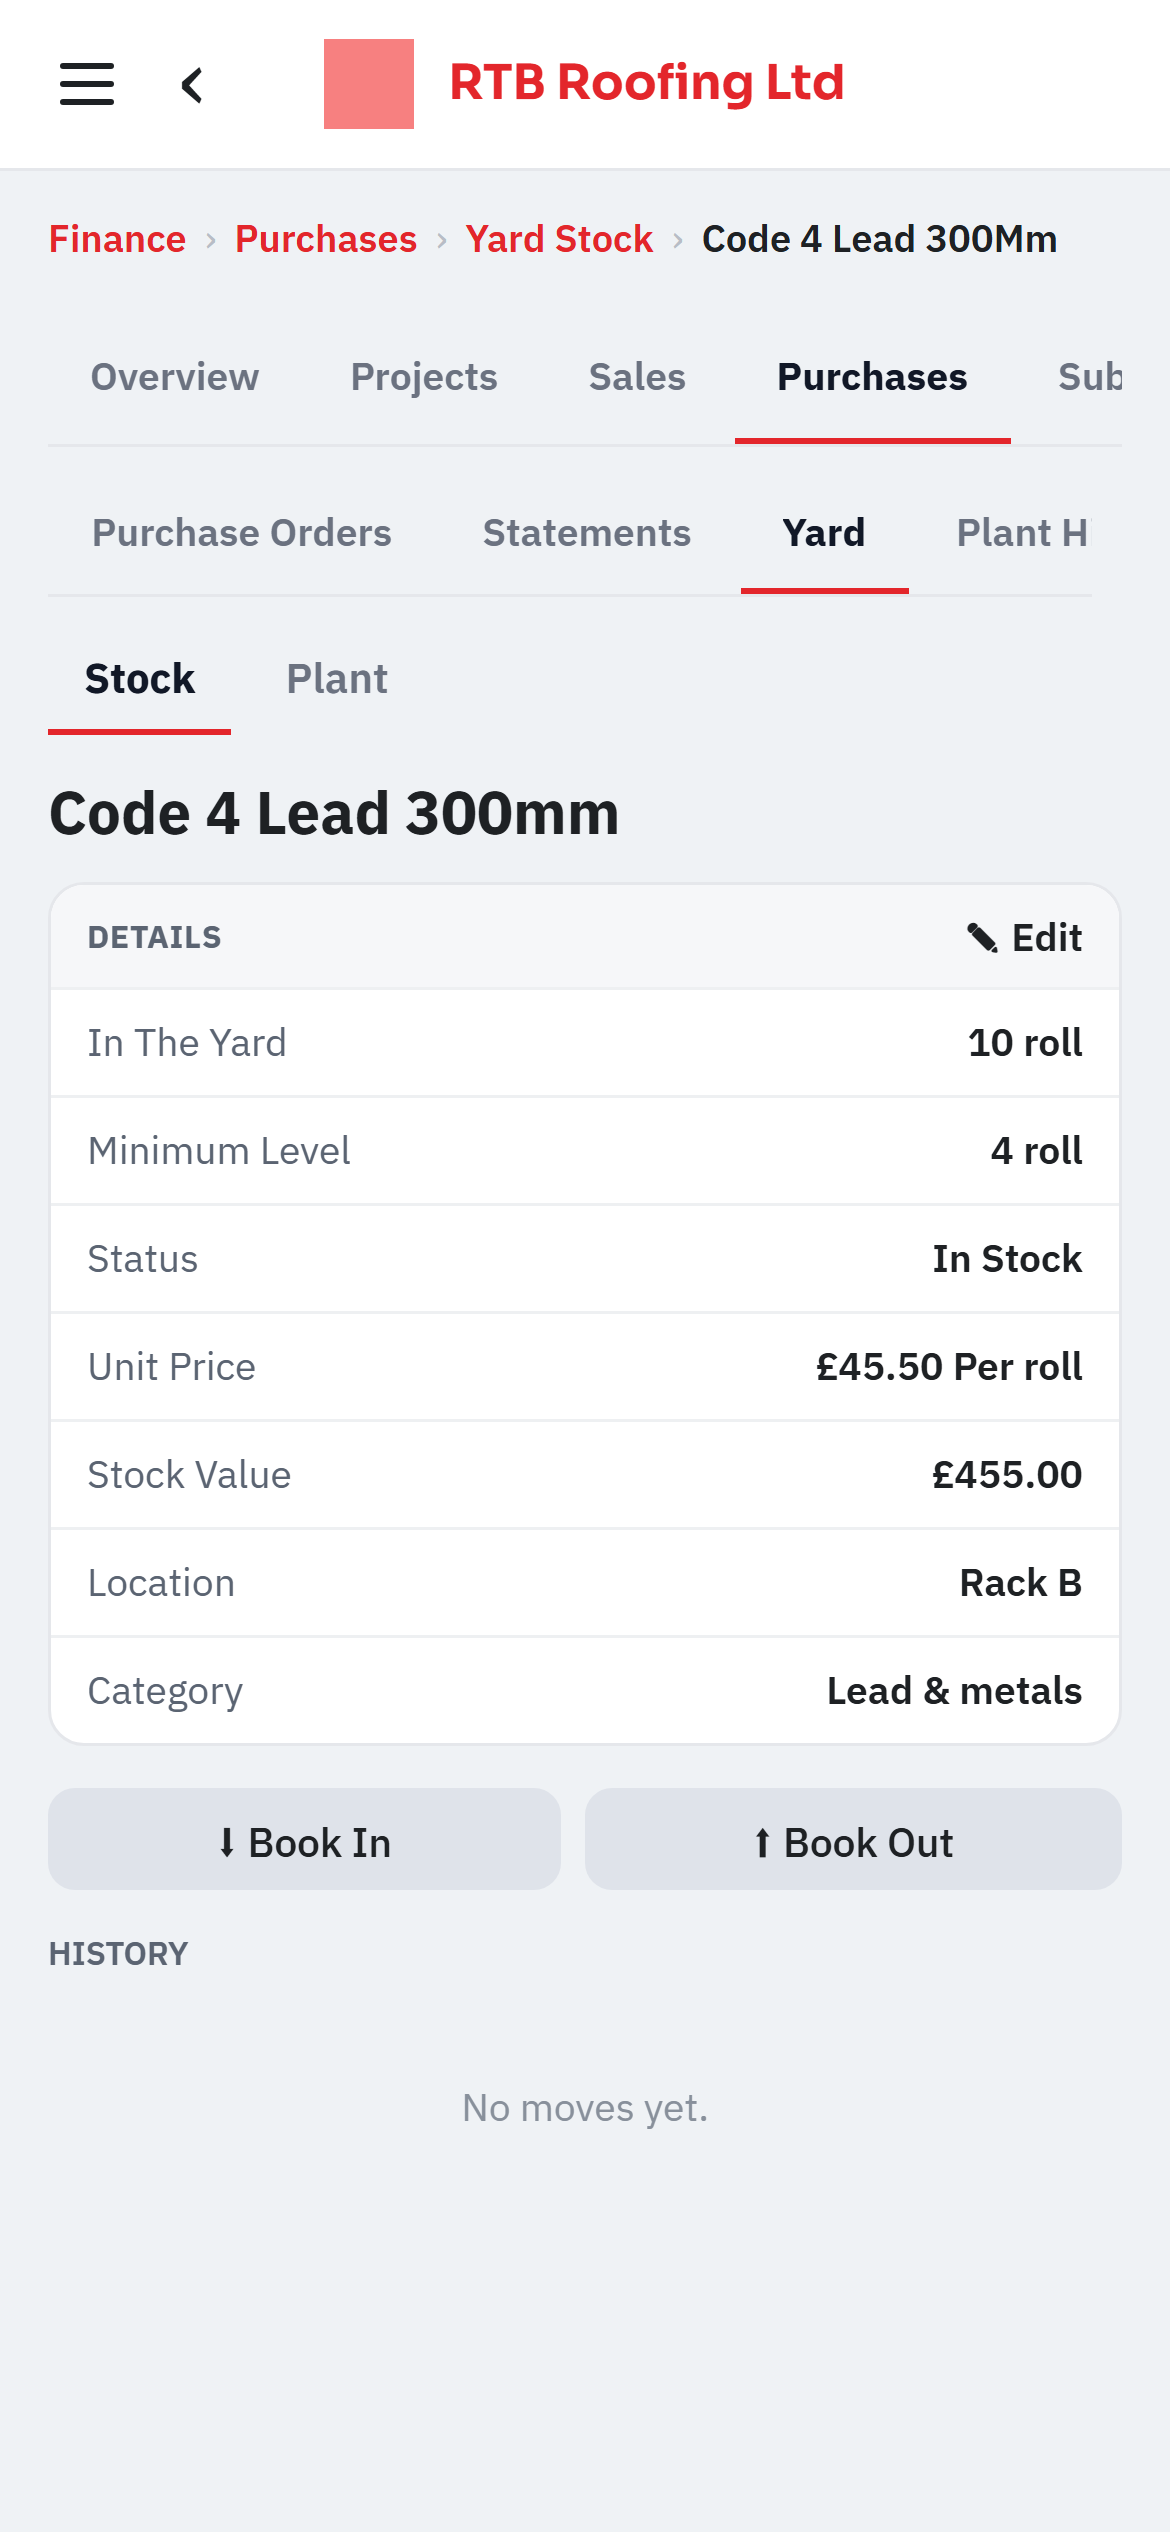 RTB Roofing Ltd
Finance › Purchases › Yard Stock › Code 4 Lead 300Mm
Overview Projects Sales Purchases Sub
Purchase Orders Statements Yard Plant H
Stock Plant
Code 4 Lead 300mm
DETAILS Edit
In The Yard 10 roll
Minimum Level 4 roll
Status In Stock
Unit Price £45.50 Per roll
Stock Value £455.00
Location Rack B
Category Lead & metals
Book In Book Out
HISTORY
No moves yet.